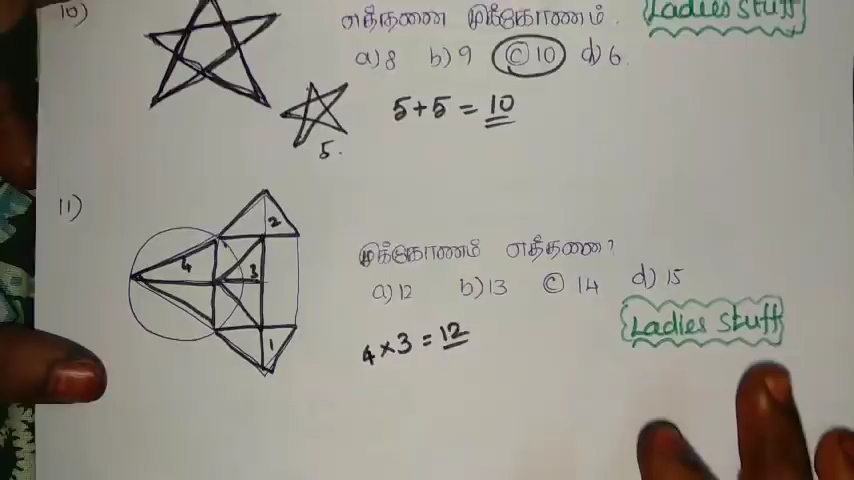 10)
எத்தனை முக்கோணம்.
Ladies Stuff
a) 8 b) 9 c) 10 d) 6.
5+5 = 10
5.
11)
2
4
3
1
முக்கோணம் எத்தனை?
a) 12 b) 13 c) 14 d) 15
Ladies Stuff
4 × 3 = 12